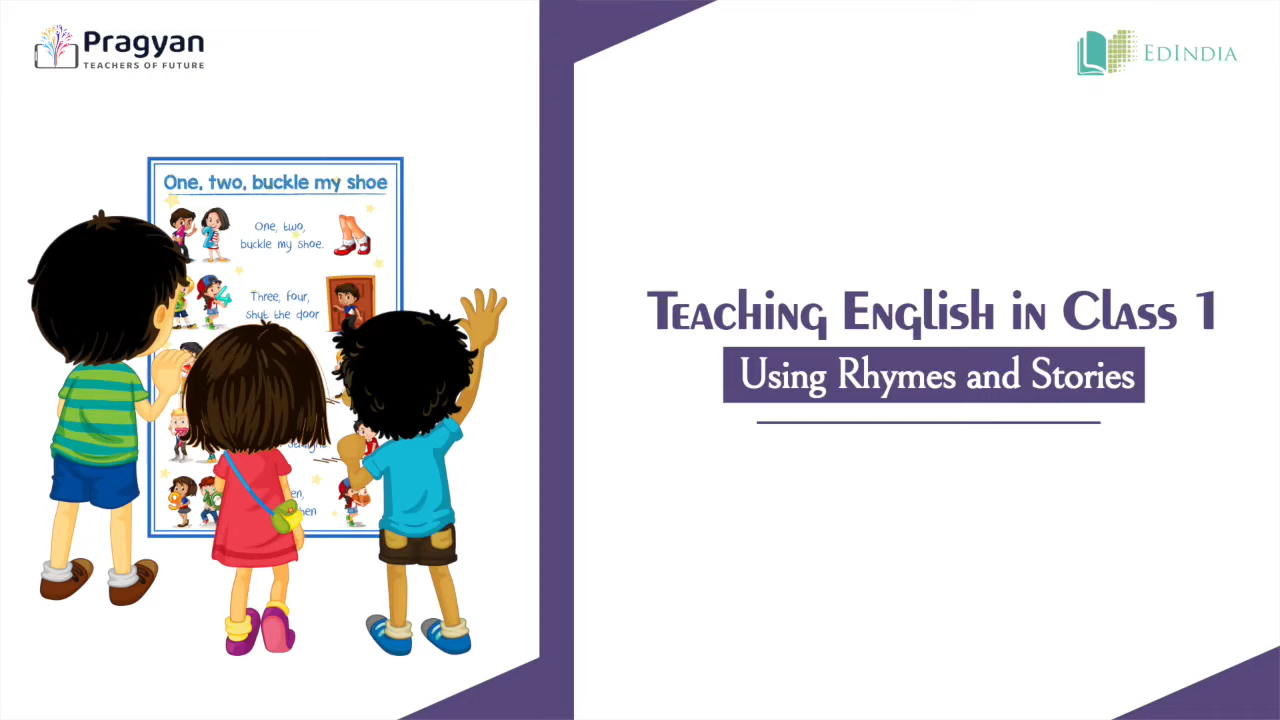 Pragyan
TEACHERS OF FUTURE
EDINDIA
One, two, buckle my shoe
One, two,
buckle my shoe.
Three, four,
shut the door
TEACHING ENGLISH IN CLASS 1
Using Rhymes and Stories